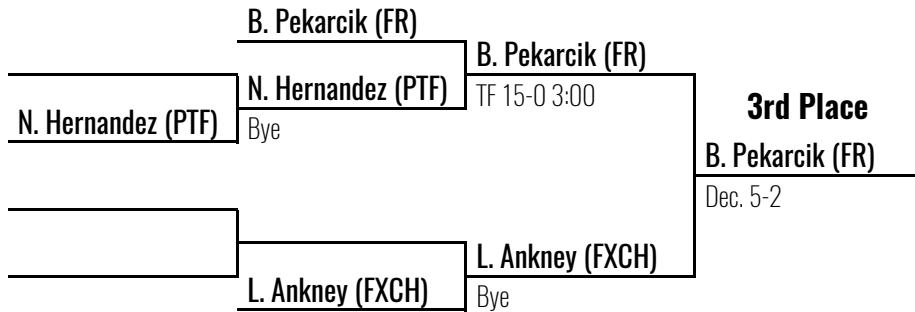 B. Pekarcik (FR)
B. Pekarcik (FR)
N. Hernandez (PTF)
TF 15-0 3:00
3rd Place
N. Hernandez (PTF)
Bye
B. Pekarcik (FR)
Dec. 5-2
L. Ankney (FXCH)
L. Ankney (FXCH)
Bye